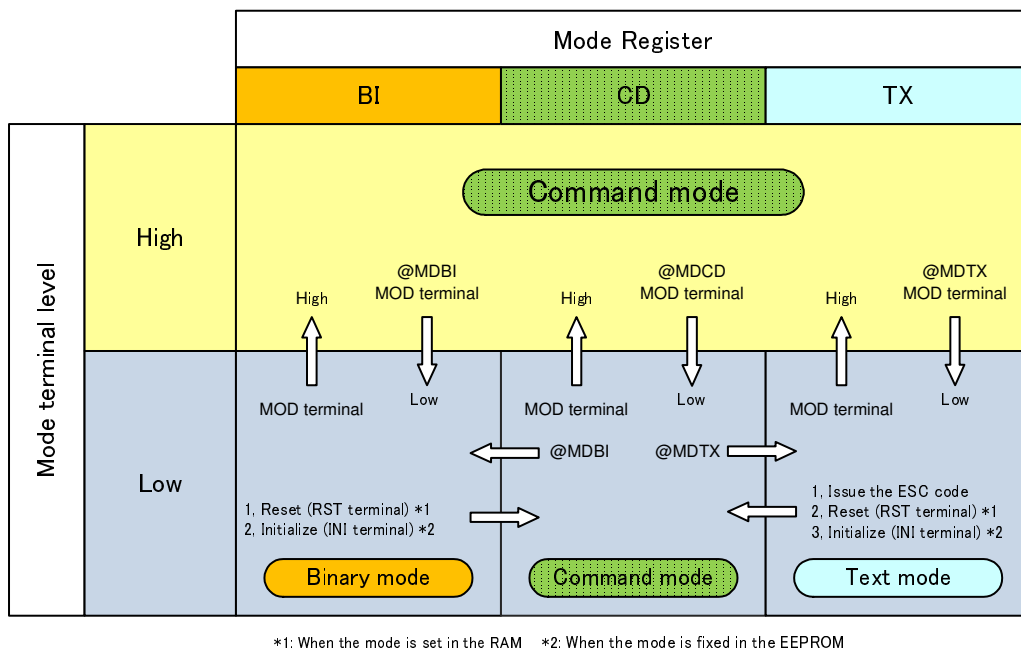 Mode Register
BI
CD
TX
Mode terminal level
High
Command mode
@MDBI
MOD terminal
High
@MDCD
MOD terminal
High
@MDTX
MOD terminal
High
Low
MOD terminal
Low
MOD terminal
Low
MOD terminal
Low
@MDBI
@MDTX
1, Reset (RST terminal) *1
2, Initialize (INI terminal) *2
1, Issue the ESC code
2, Reset (RST terminal) *1
3, Initialize (INI terminal) *2
Binary mode
Command mode
Text mode
*1: When the mode is set in the RAM *2: When the mode is fixed in the EEPROM